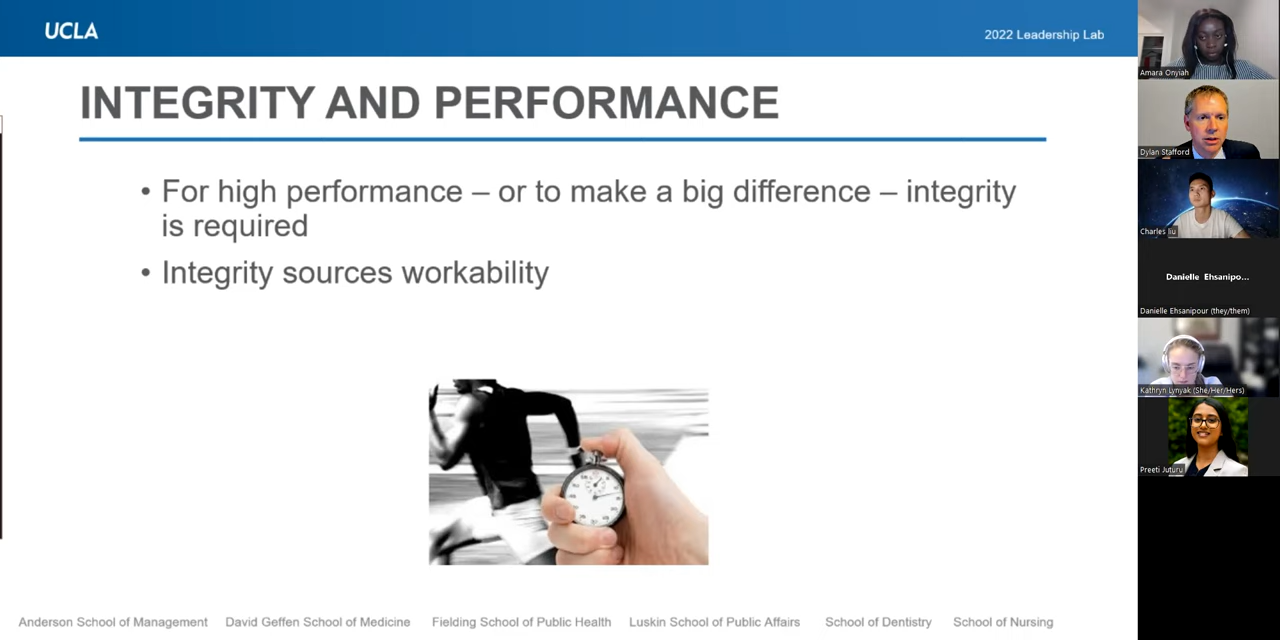 UCLA
2022 Leadership Lab
INTEGRITY AND PERFORMANCE
• For high performance – or to make a big difference – integrity
is required
• Integrity sources workability
Anderson School of Management David Geffen School of Medicine Fielding School of Public Health Luskin School of Public Affairs School of Dentistry School of Nursing
Amara Onyiah
Dylan Stafford
Charles liu
Danielle Ehsanipo...
Danielle Ehsanipour (they/them)
Kathryn Lynyak (She/Her/Hers)
Preeti Juturu